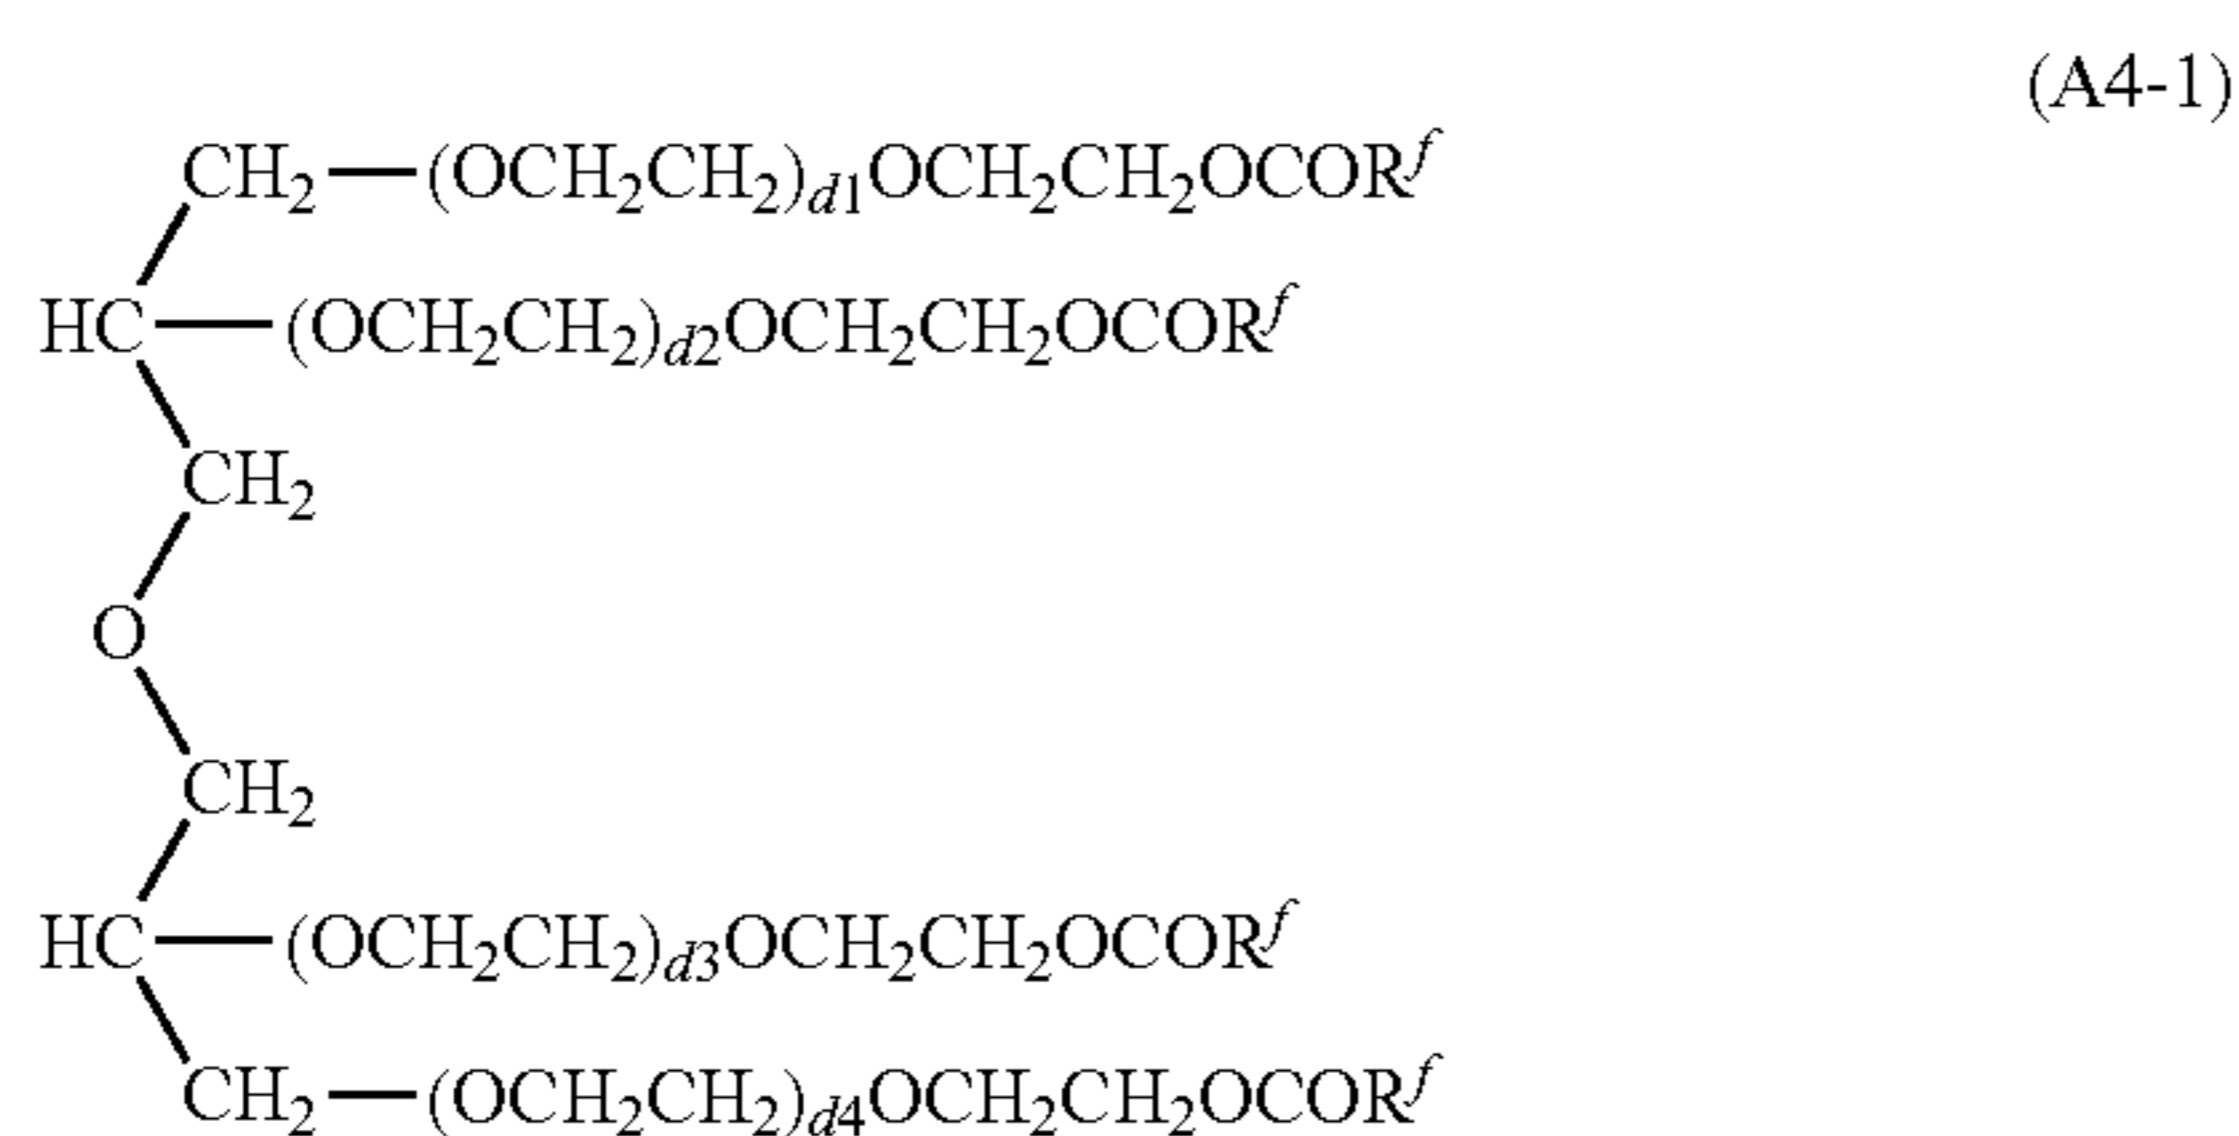 (A4-1)
CH₂—(OCH₂CH₂)d1OCH₂CH₂OCORᶠ
HC—(OCH₂CH₂)d2OCH₂CH₂OCORᶠ
CH₂
O
CH₂
HC—(OCH₂CH₂)d3OCH₂CH₂OCORᶠ
CH₂—(OCH₂CH₂)d4OCH₂CH₂OCORᶠ